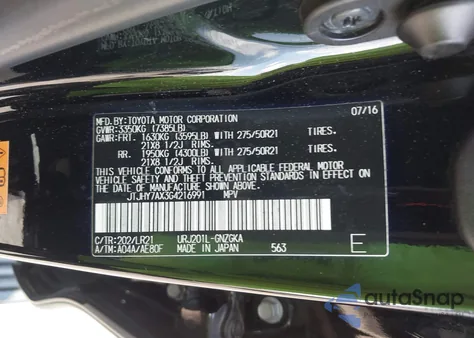 MFD.BY:TOYOTA MOTOR CORPORATION 07/16
GVWR:3350KG (7385LB)
GAWR:FRT. 1630KG (3595LB) WITH 275/50R21 TIRES.
21X8 1/2J RIMS.
RR. 1950KG (4300LB) WITH 275/50R21 TIRES.
21X8 1/2J RIMS.
THIS VEHICLE CONFORMS TO ALL APPLICABLE FEDERAL MOTOR
VEHICLE SAFETY AND THEFT PREVENTION STANDARDS IN EFFECT
ON THE DATE OF MANUFACTURE SHOWN ABOVE.
JTJHY7AX3G4216991 MPV
C/TR:202/LR21 URJ201L-GNZGKA
A/TM:A04A/AE80F MADE IN JAPAN 563 E
autoSnap